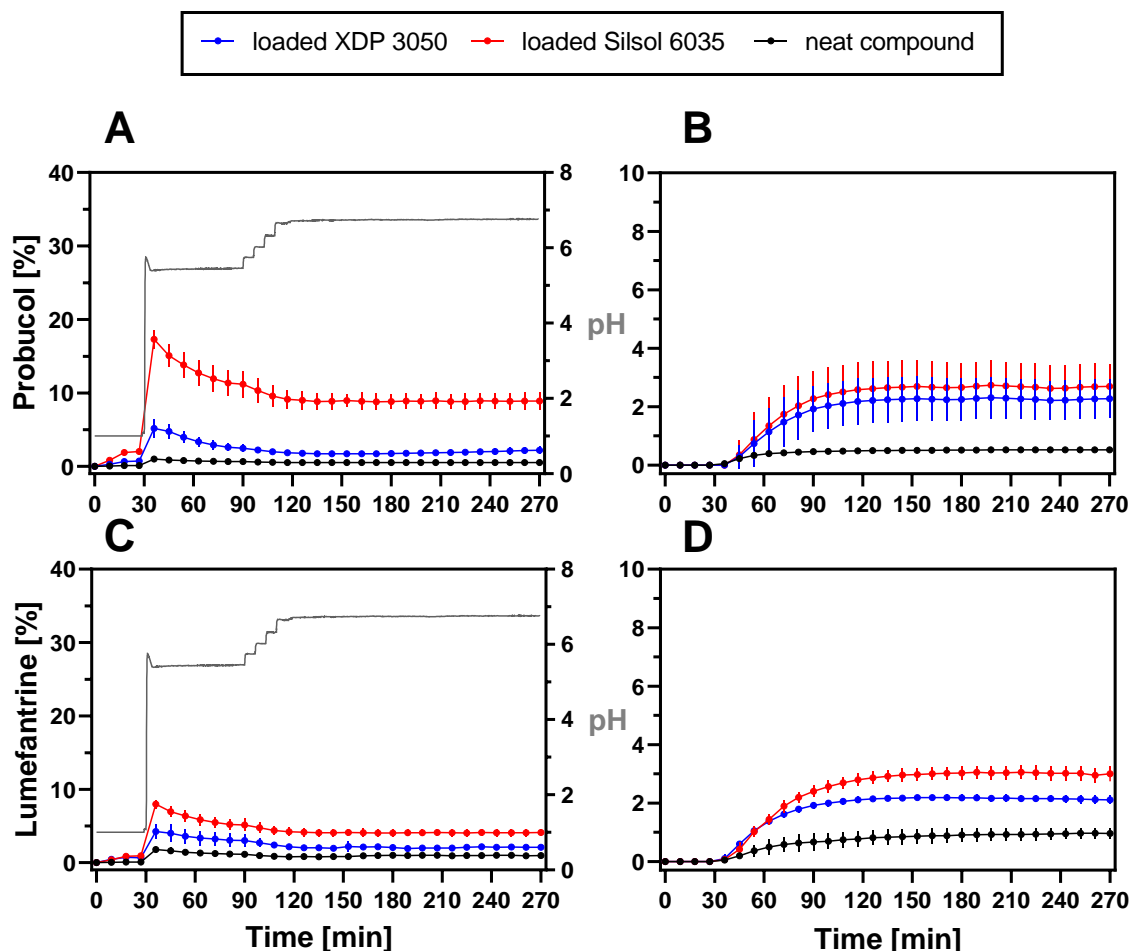 loaded XDP 3050 loaded Silsol 6035 neat compound
A B
40 8 10
30 6 8
20 4 6
10 2 4
0 0 2
0
Probucol [%] pH
0 30 60 90 120 150 180 210 240 270 0 30 60 90 120 150 180 210 240 270
C D
40 8 10
30 6 8
20 4 6
10 2 4
0 0 2
0
Lumefantrine [%] pH
0 30 60 90 120 150 180 210 240 270 0 30 60 90 120 150 180 210 240 270
Time [min] Time [min]